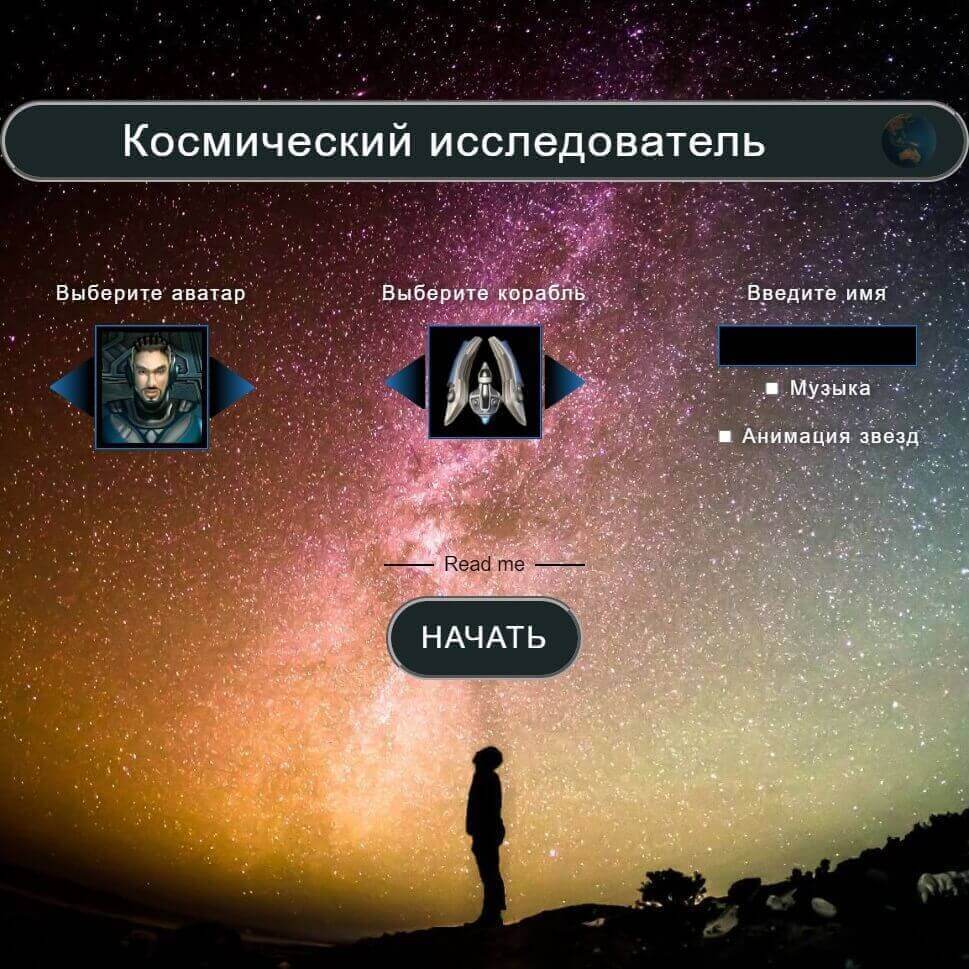 Космический исследователь
Выберите аватар
Выберите корабль
Введите имя
Музыка
Анимация звезд
Read me
НАЧАТЬ